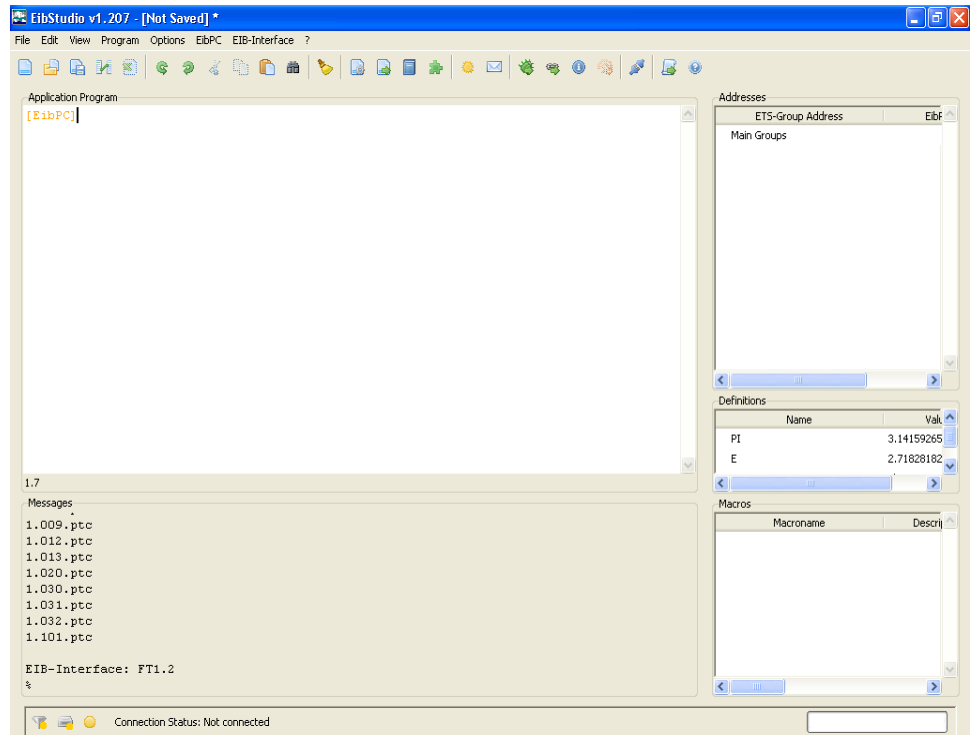 EibStudio v1.207 - [Not Saved] *
File Edit View Program Options EibPC EIB-Interface ?
Application Program
[EibPC]
1.7
Messages
1.009.ptc
1.012.ptc
1.013.ptc
1.020.ptc
1.030.ptc
1.031.ptc
1.032.ptc
1.101.ptc
EIB-Interface: FT1.2
%
Addresses
ETS-Group Address EibP
Main Groups
Definitions
Name Valu
PI 3.14159265
E 2.71828182
Macros
Macroname Descrip
Connection Status: Not connected